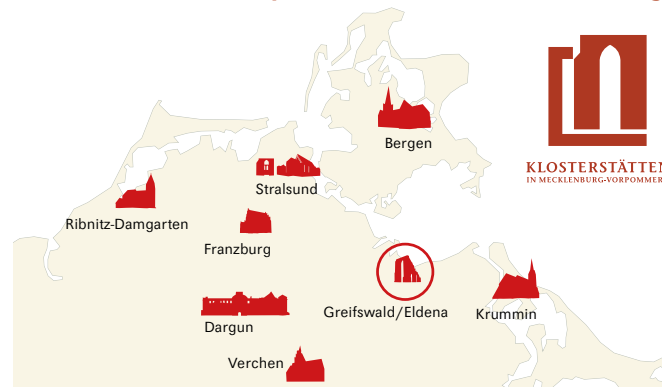 Bergen
KLOSTERSTÄTTEN
IN MECKLENBURG-VORPOMMER
Stralsund
Ribnitz-Damgarten
Franzburg
Greifswald/Eldena
Krummin
Dargun
Verchen